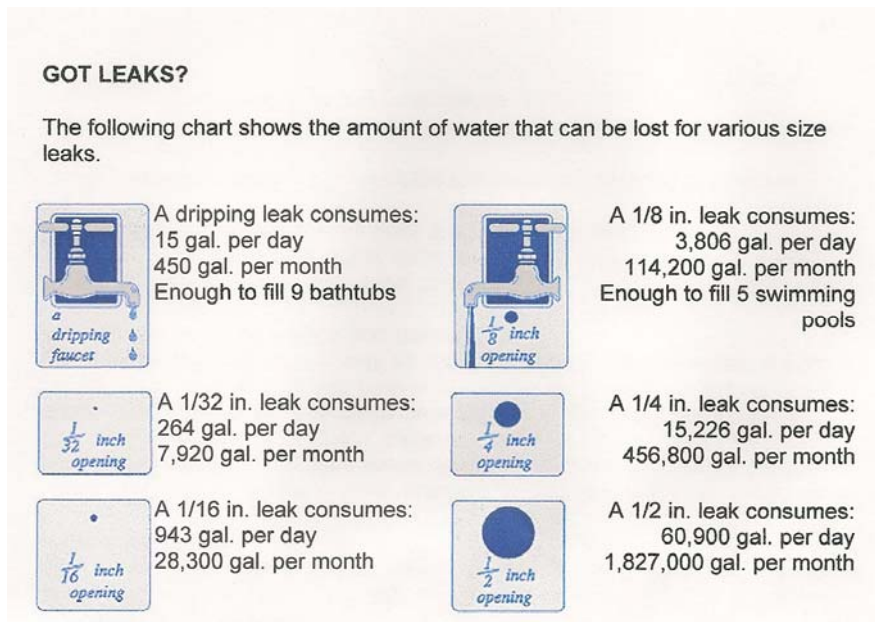 GOT LEAKS?
The following chart shows the amount of water that can be lost for various size
leaks.
A dripping leak consumes:
15 gal. per day
450 gal. per month
Enough to fill 9 bathtubs
a
dripping
faucet
A 1/8 in. leak consumes:
3,806 gal. per day
114,200 gal. per month
Enough to fill 5 swimming
pools
1/8 inch
opening
A 1/32 in. leak consumes:
264 gal. per day
7,920 gal. per month
1/32 inch
opening
A 1/4 in. leak consumes:
15,226 gal. per day
456,800 gal. per month
1/4 inch
opening
A 1/16 in. leak consumes:
943 gal. per day
28,300 gal. per month
1/16 inch
opening
A 1/2 in. leak consumes:
60,900 gal. per day
1,827,000 gal. per month
1/2 inch
opening